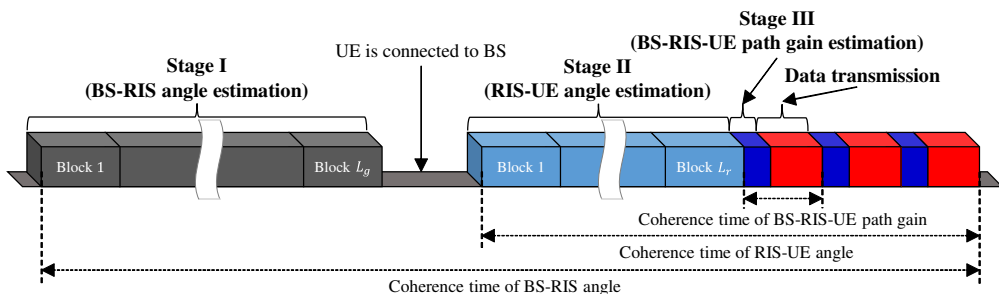 Stage III
(BS-RIS-UE path gain estimation)
UE is connected to BS
Stage I
(BS-RIS angle estimation)
Stage II
(RIS-UE angle estimation)
Data transmission
Block 1
Block L_g
Block 1
Block L_r
Coherence time of BS-RIS-UE path gain
Coherence time of RIS-UE angle
Coherence time of BS-RIS angle